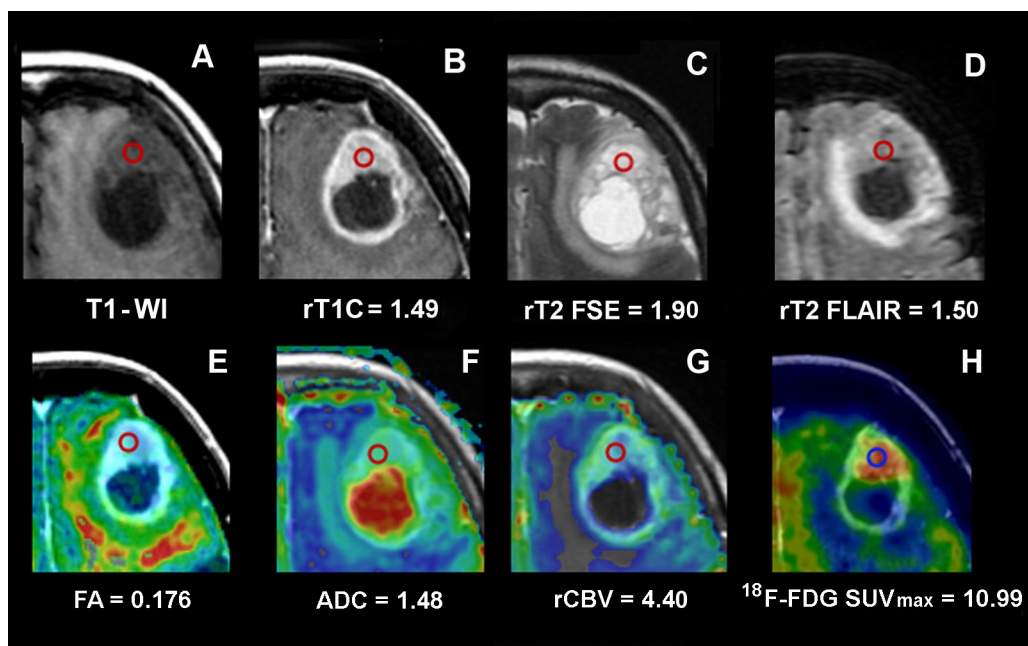 A B C D
T1-WI rT1C = 1.49 rT2 FSE = 1.90 rT2 FLAIR = 1.50
E F G H
FA = 0.176 ADC = 1.48 rCBV = 4.40 ¹⁸F-FDG SUVmax = 10.99